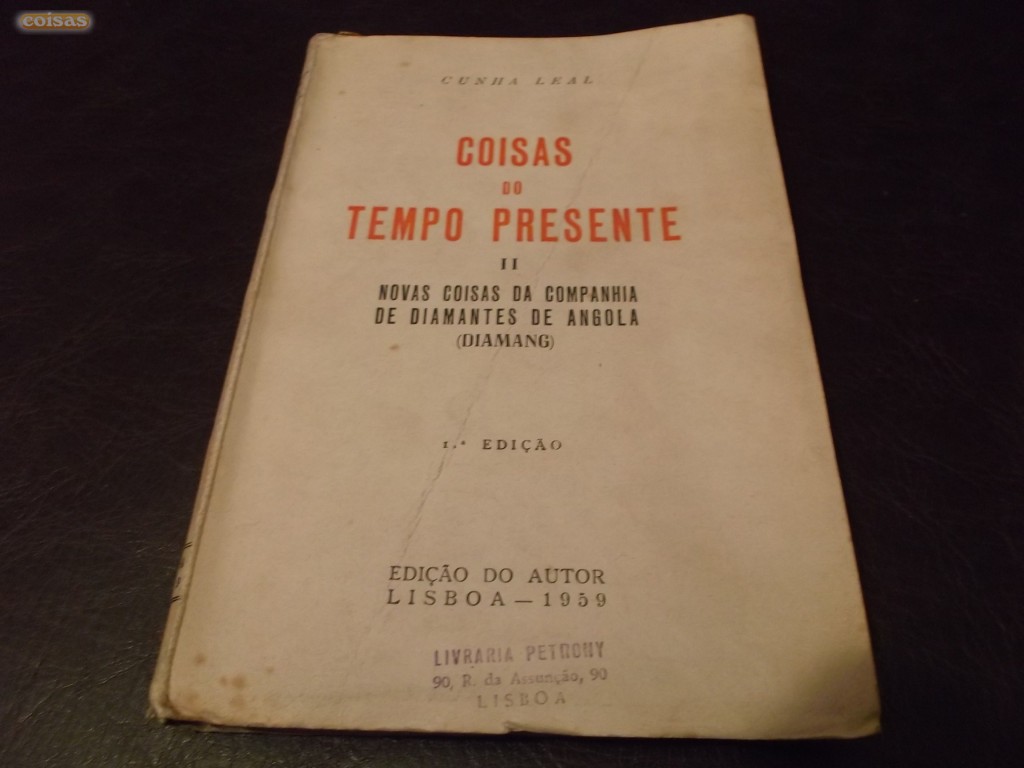 coisas
CUNHA LEAL
COISAS
DO
TEMPO PRESENTE
II
NOVAS COISAS DA COMPANHIA
DE DIAMANTES DE ANGOLA
(DIAMANG)
1.ª EDIÇÃO
EDIÇÃO DO AUTOR
LISBOA — 1959
LIVRARIA PETRONY
90, R. da Assunção, 90
LISBOA